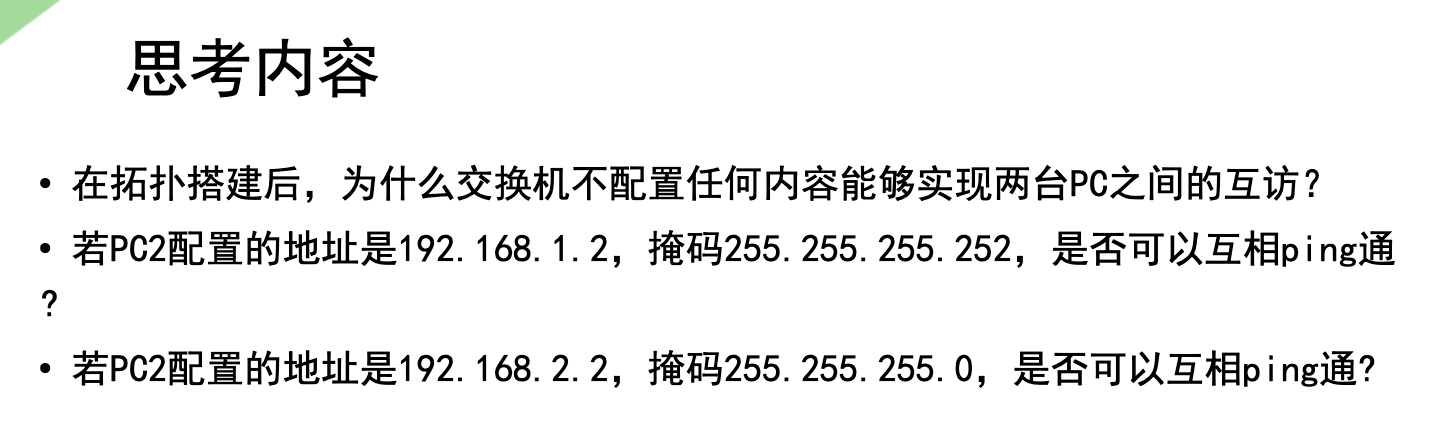 思考内容
• 在拓扑搭建后，为什么交换机不配置任何内容能够实现两台PC之间的互访？
• 若PC2配置的地址是192.168.1.2，掩码255.255.255.252，是否可以互相ping通
？
• 若PC2配置的地址是192.168.2.2，掩码255.255.255.0，是否可以互相ping通?